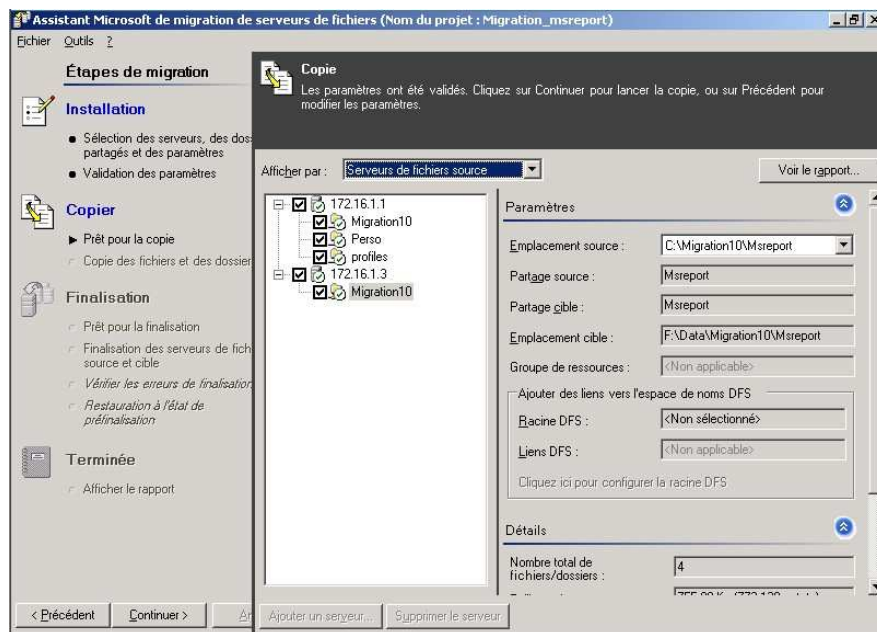 Assistant Microsoft de migration de serveurs de fichiers (Nom du projet : Migration_msreport)
Fichier Outils ?
Étapes de migration
Installation
Sélection des serveurs, des dos
partagés et des paramètres
Validation des paramètres
Copier
Prêt pour la copie
Copie des fichiers et des dossier
Finalisation
Prêt pour la finalisation
Finalisation des serveurs de fich
source et cible
Vérifier les erreurs de finalisation
Restauration à l'état de
préfinalisation
Terminée
Afficher le rapport
< Précédent
Continuer >
Copie
Les paramètres ont été validés. Cliquez sur Continuer pour lancer la copie, ou sur Précédent pour
modifier les paramètres.
Afficher par : Serveurs de fichiers source
Voir le rapport...
172.16.1.1
Migration10
Perso
profiles
172.16.1.3
Migration10
Paramètres
Emplacement source : C:\Migration10\Msreport
Partage source : Msreport
Partage cible : Msreport
Emplacement cible : F:\Data\Migration10\Msreport
Groupe de ressources : <Non applicable>
Ajouter des liens vers l'espace de noms DFS
Racine DFS : <Non sélectionné>
Liens DFS : <Non applicable>
Cliquez ici pour configurer la racine DFS
Détails
Nombre total de
fichiers/dossiers : 4
Ajouter un serveur...
Supprimer le serveur